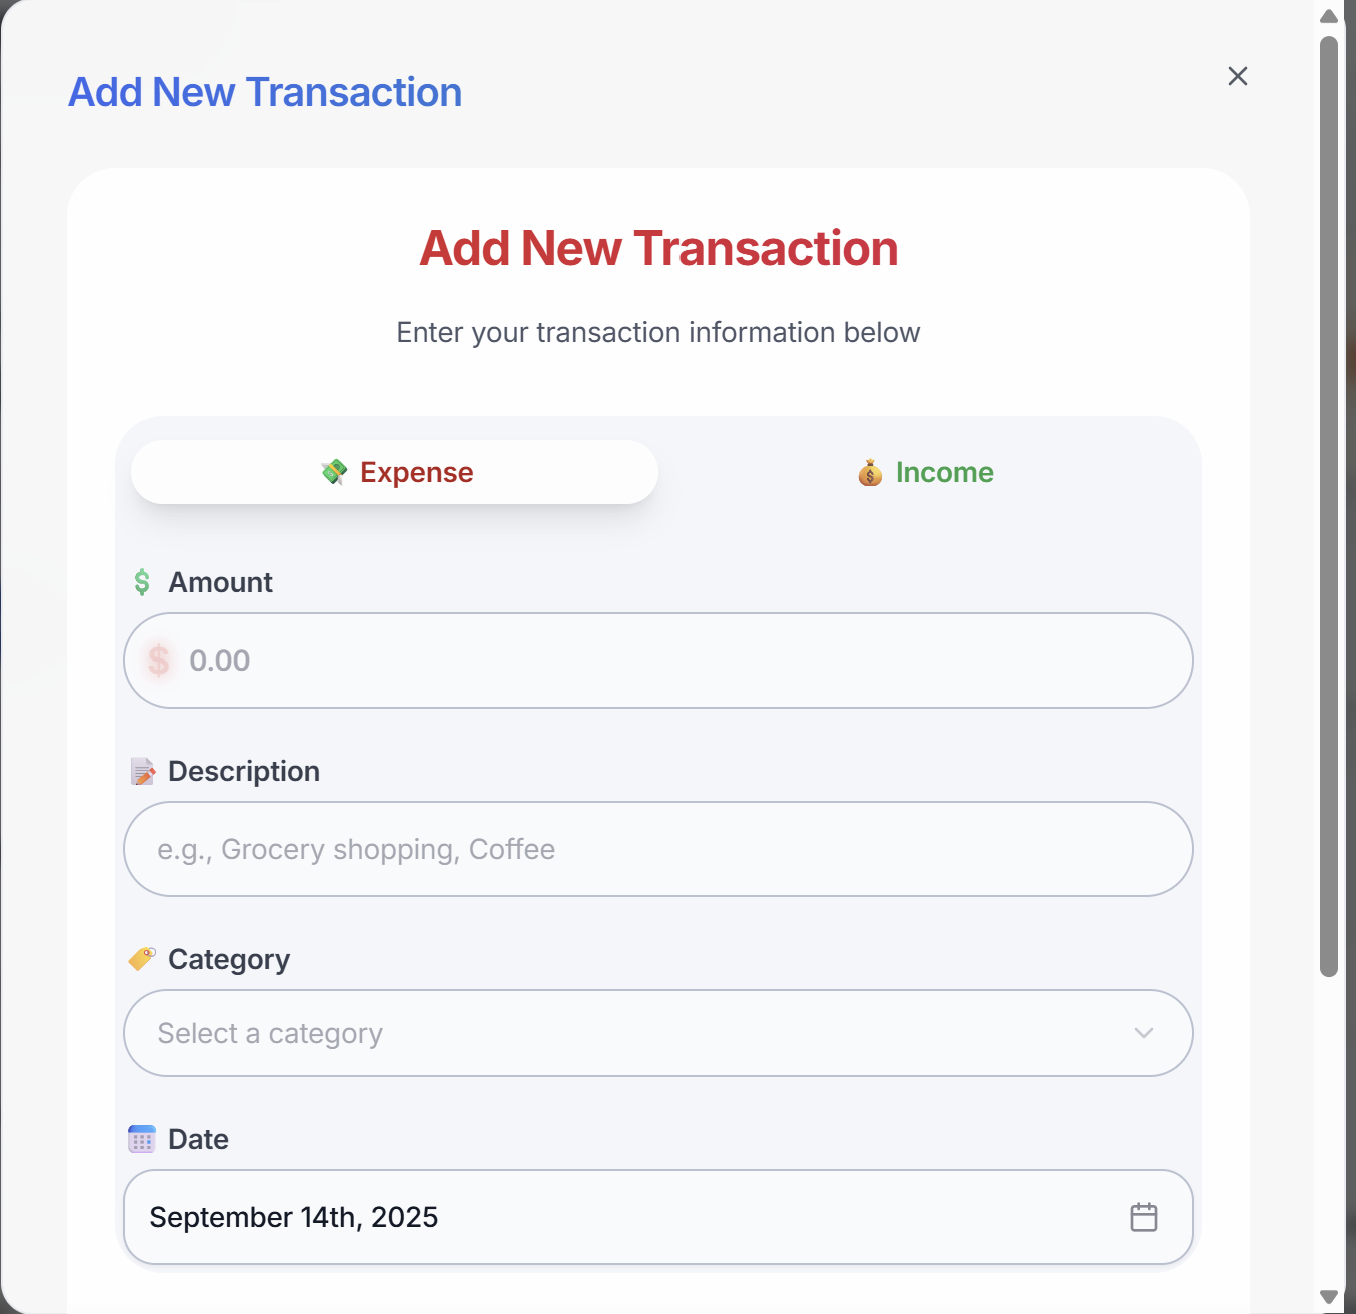 Add New Transaction
Add New Transaction
Enter your transaction information below
Expense
Income
Amount
$ 0.00
Description
e.g., Grocery shopping, Coffee
Category
Select a category
Date
September 14th, 2025